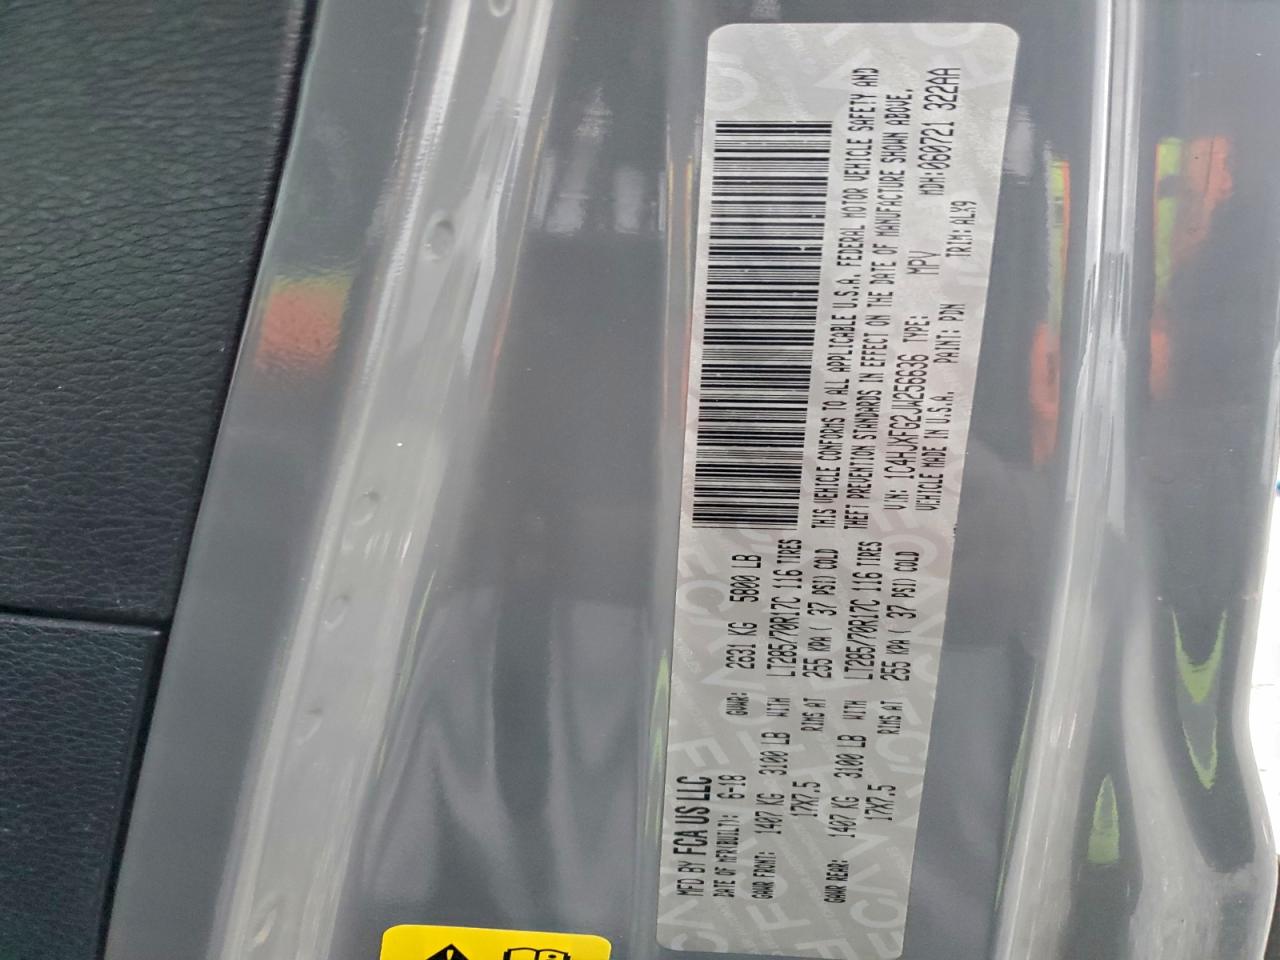 MFD BY FCA US LLC
DATE OF MFR(BUILT): 6-18 GVWR: 2631 KG 5800 LB
GAWR FRONT: 1407 KG 3100 LB WITH LT285/70R17C 116 TIRES
17X7.5 RIMS AT 255 KPA ( 37 PSI) COLD
GAWR REAR: 1407 KG 3100 LB WITH LT285/70R17C 116 TIRES
17X7.5 RIMS AT 255 KPA ( 37 PSI) COLD
THIS VEHICLE CONFORMS TO ALL APPLICABLE U.S.A. FEDERAL MOTOR VEHICLE SAFETY AND
THEFT PREVENTION STANDARDS IN EFFECT ON THE DATE OF MANUFACTURE SHOWN ABOVE.
VIN: 1C4HJXFG2JW256636 TYPE: MPV MDH:060721 322AA
VEHICLE MADE IN U.S.A. PAINT: PDN TRIM: ALX9